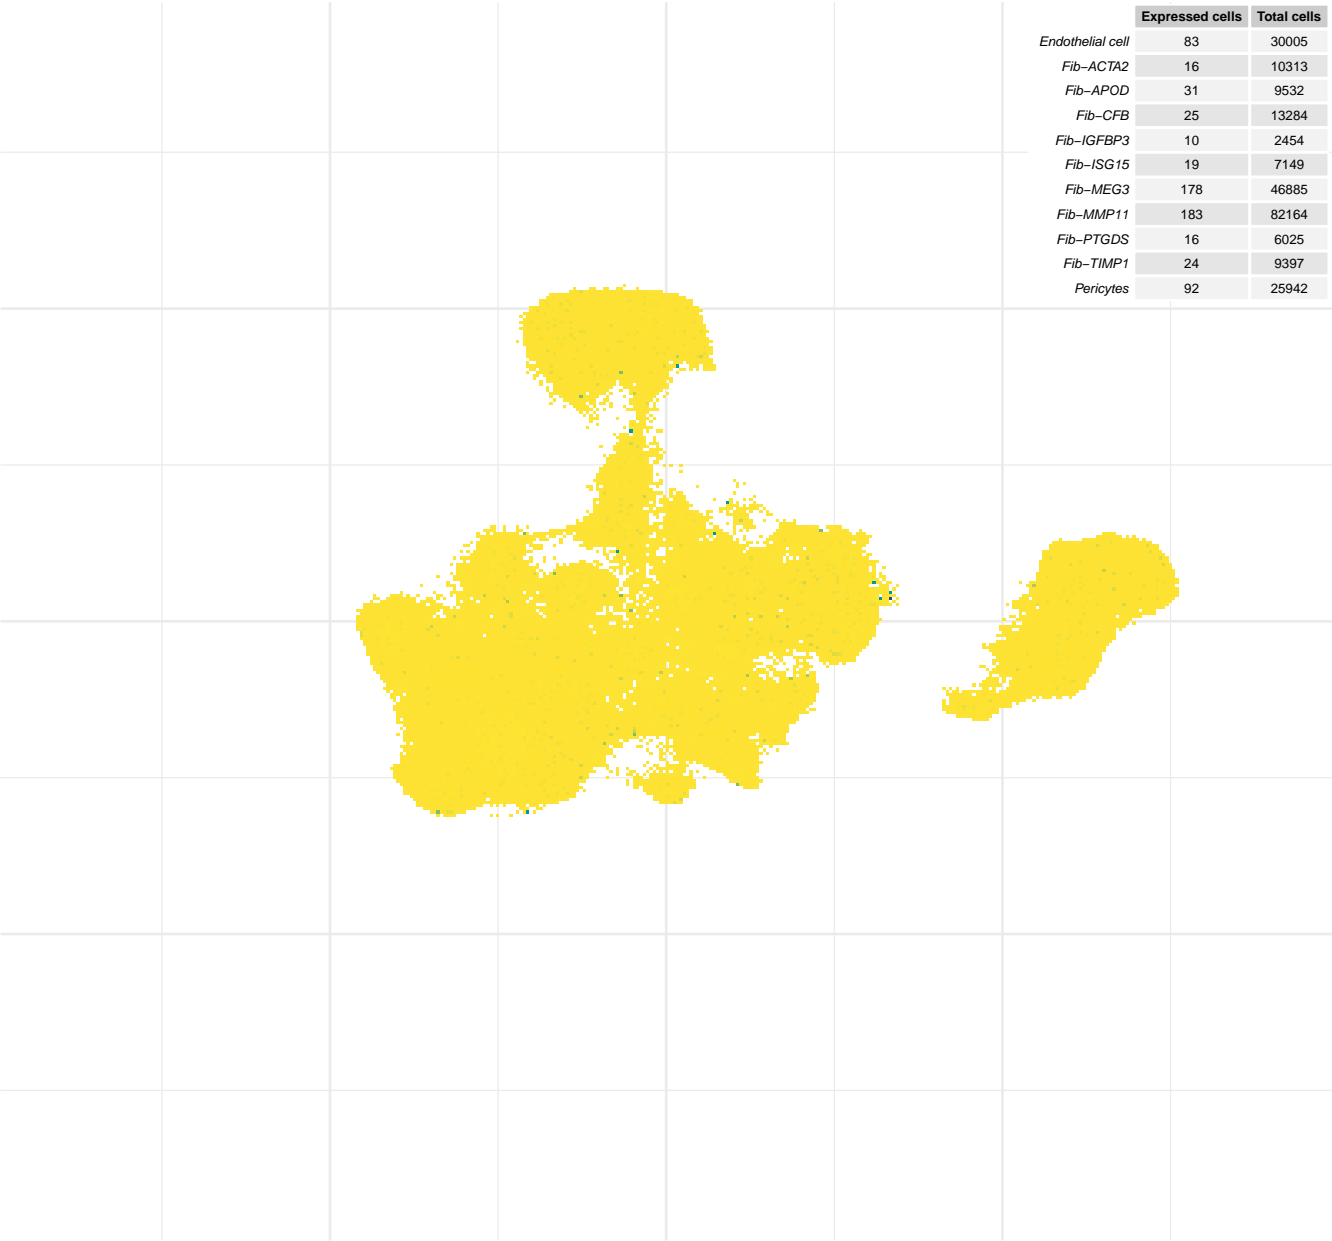 Expressed cells Total cells
Endothelial cell 83 30005
Fib−ACTA2 16 10313
Fib−APOD 31 9532
Fib−CFB 25 13284
Fib−IGFBP3 10 2454
Fib−ISG15 19 7149
Fib−MEG3 178 46885
Fib−MMP11 183 82164
Fib−PTGDS 16 6025
Fib−TIMP1 24 9397
Pericytes 92 25942